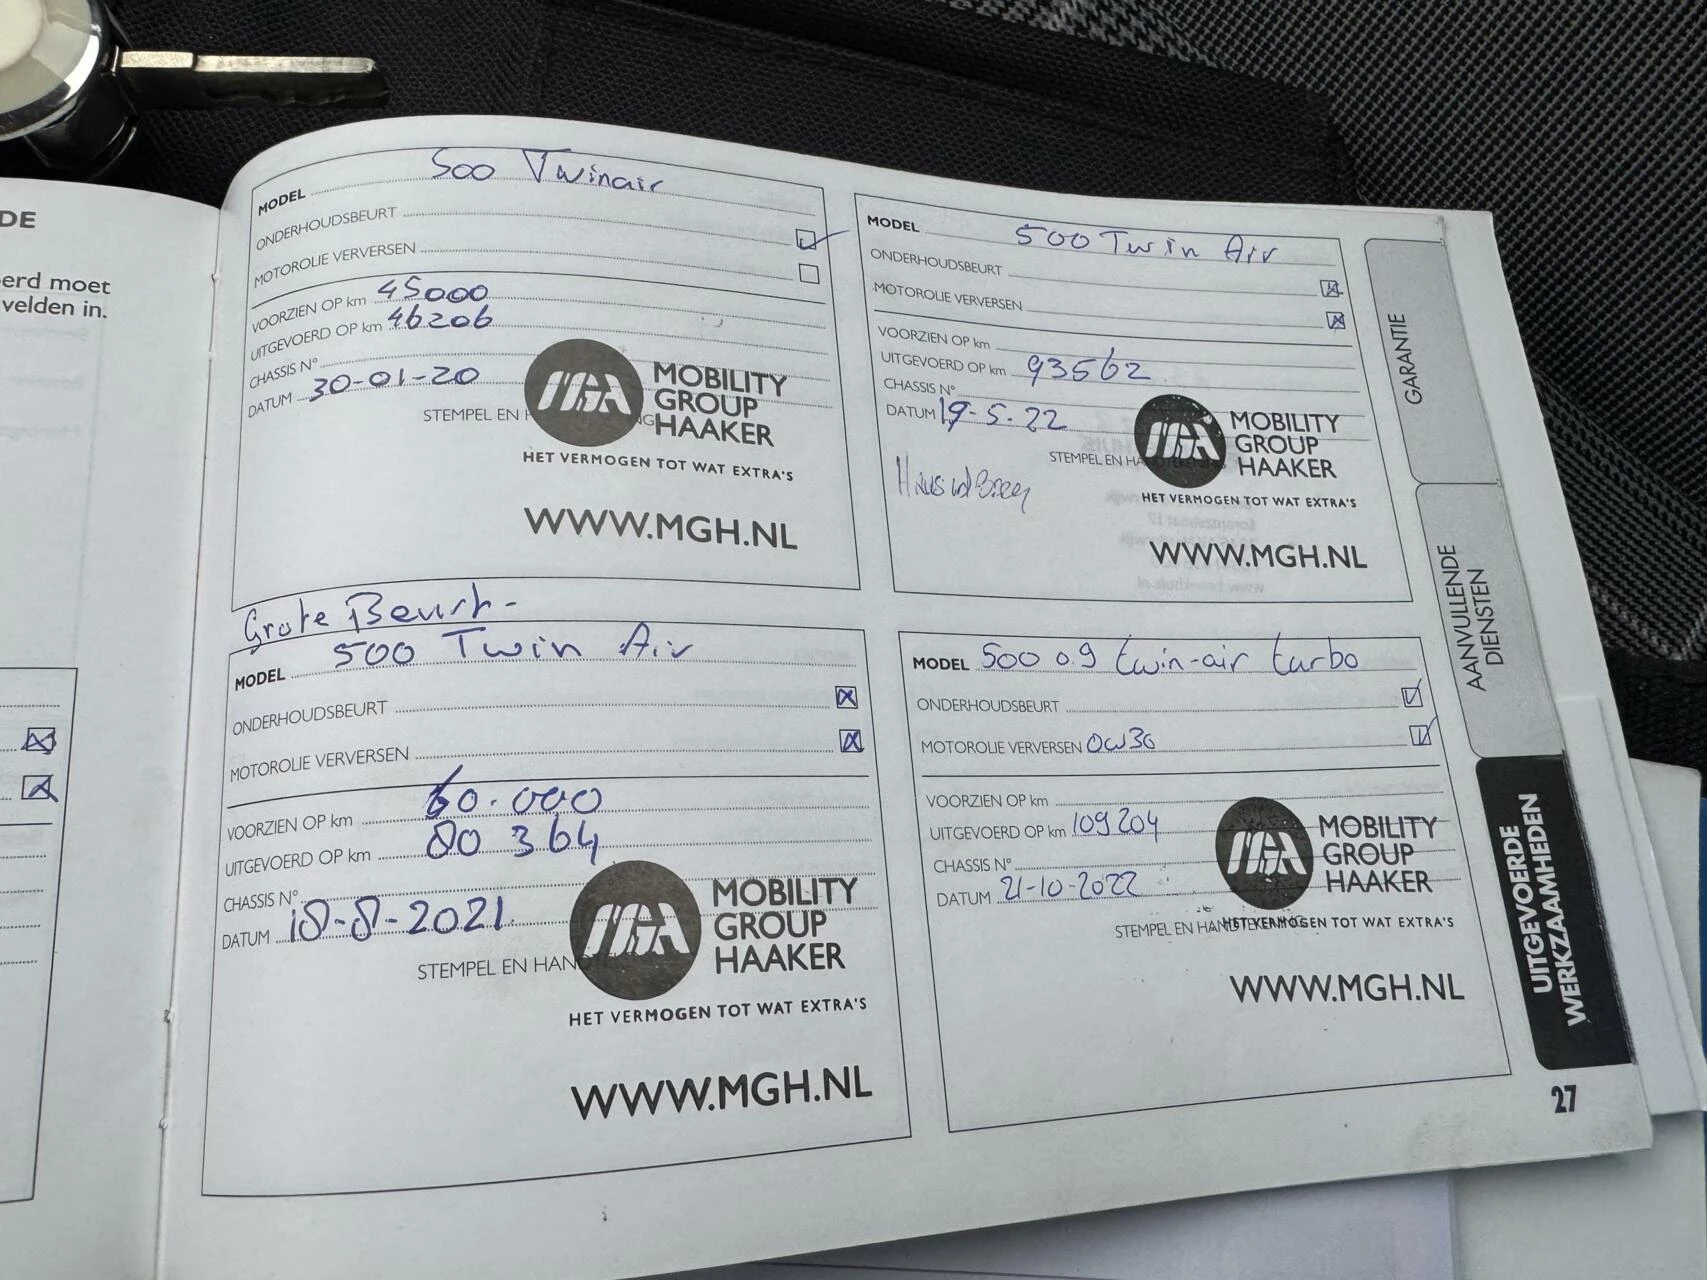 DE
erd moet
velden in.
MODEL 500 Twinair
ONDERHOUDSBEURT
MOTOROLIE VERVERSEN
VOORZIEN OP km 45000
UITGEVOERD OP km 46206
CHASSIS N°
DATUM 30-01-20
STEMPEL EN
MOBILITY
GROUP
HAAKER
HET VERMOGEN TOT WAT EXTRA'S
WWW.MGH.NL
MODEL 500 Twin Air
ONDERHOUDSBEURT
MOTOROLIE VERVERSEN
VOORZIEN OP km
UITGEVOERD OP km 93562
CHASSIS N°
DATUM 19-5-22
STEMPEL EN HANDTEKENING
MOBILITY
GROUP
HAAKER
HET VERMOGEN TOT WAT EXTRA'S
WWW.MGH.NL
Grote Beurt-
MODEL 500 Twin Air
ONDERHOUDSBEURT
MOTOROLIE VERVERSEN
VOORZIEN OP km 60.000
UITGEVOERD OP km 80 364
CHASSIS N°
DATUM 18-8-2021
STEMPEL EN
MOBILITY
GROUP
HAAKER
HET VERMOGEN TOT WAT EXTRA'S
WWW.MGH.NL
MODEL 500 0.9 twin-air turbo
ONDERHOUDSBEURT
MOTOROLIE VERVERSEN 0w30
VOORZIEN OP km
UITGEVOERD OP km 109204
CHASSIS N°
DATUM 21-10-2022
STEMPEL EN HANDTEKENING
MOBILITY
GROUP
HAAKER
HET VERMOGEN TOT WAT EXTRA'S
WWW.MGH.NL
GARANTIE
AANVULLENDE
DIENSTEN
UITGEVOERDE
WERKZAAMHEDEN
27